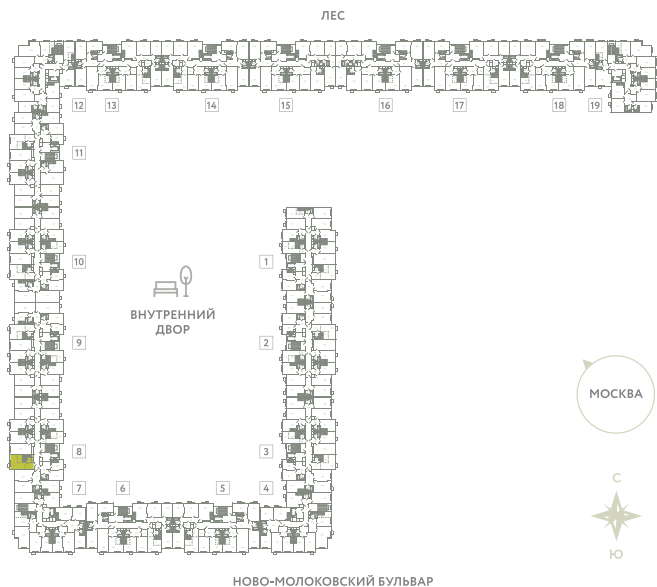 ЛЕС
12 13 14 15 16 17 18 19
11
10 1
ВНУТРЕННИЙ
ДВОР
9 2
МОСКВА
8 3
С
7 6 5 4
Ю
НОВО-МОЛОКОВСКИЙ БУЛЬВАР